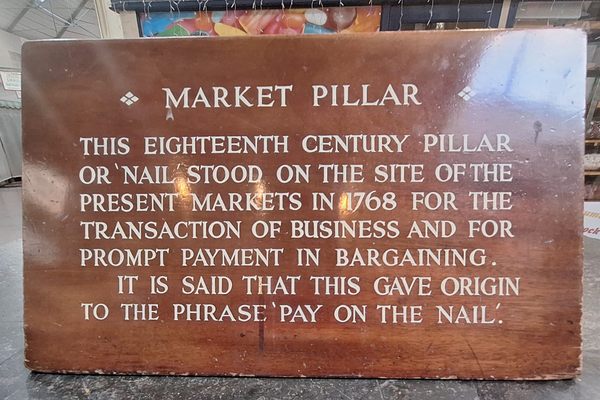 MARKET PILLAR
THIS EIGHTEENTH CENTURY PILLAR
OR 'NAIL' STOOD ON THE SITE OF THE
PRESENT MARKETS IN 1768 FOR THE
TRANSACTION OF BUSINESS AND FOR
PROMPT PAYMENT IN BARGAINING.
IT IS SAID THAT THIS GAVE ORIGIN
TO THE PHRASE 'PAY ON THE NAIL'.